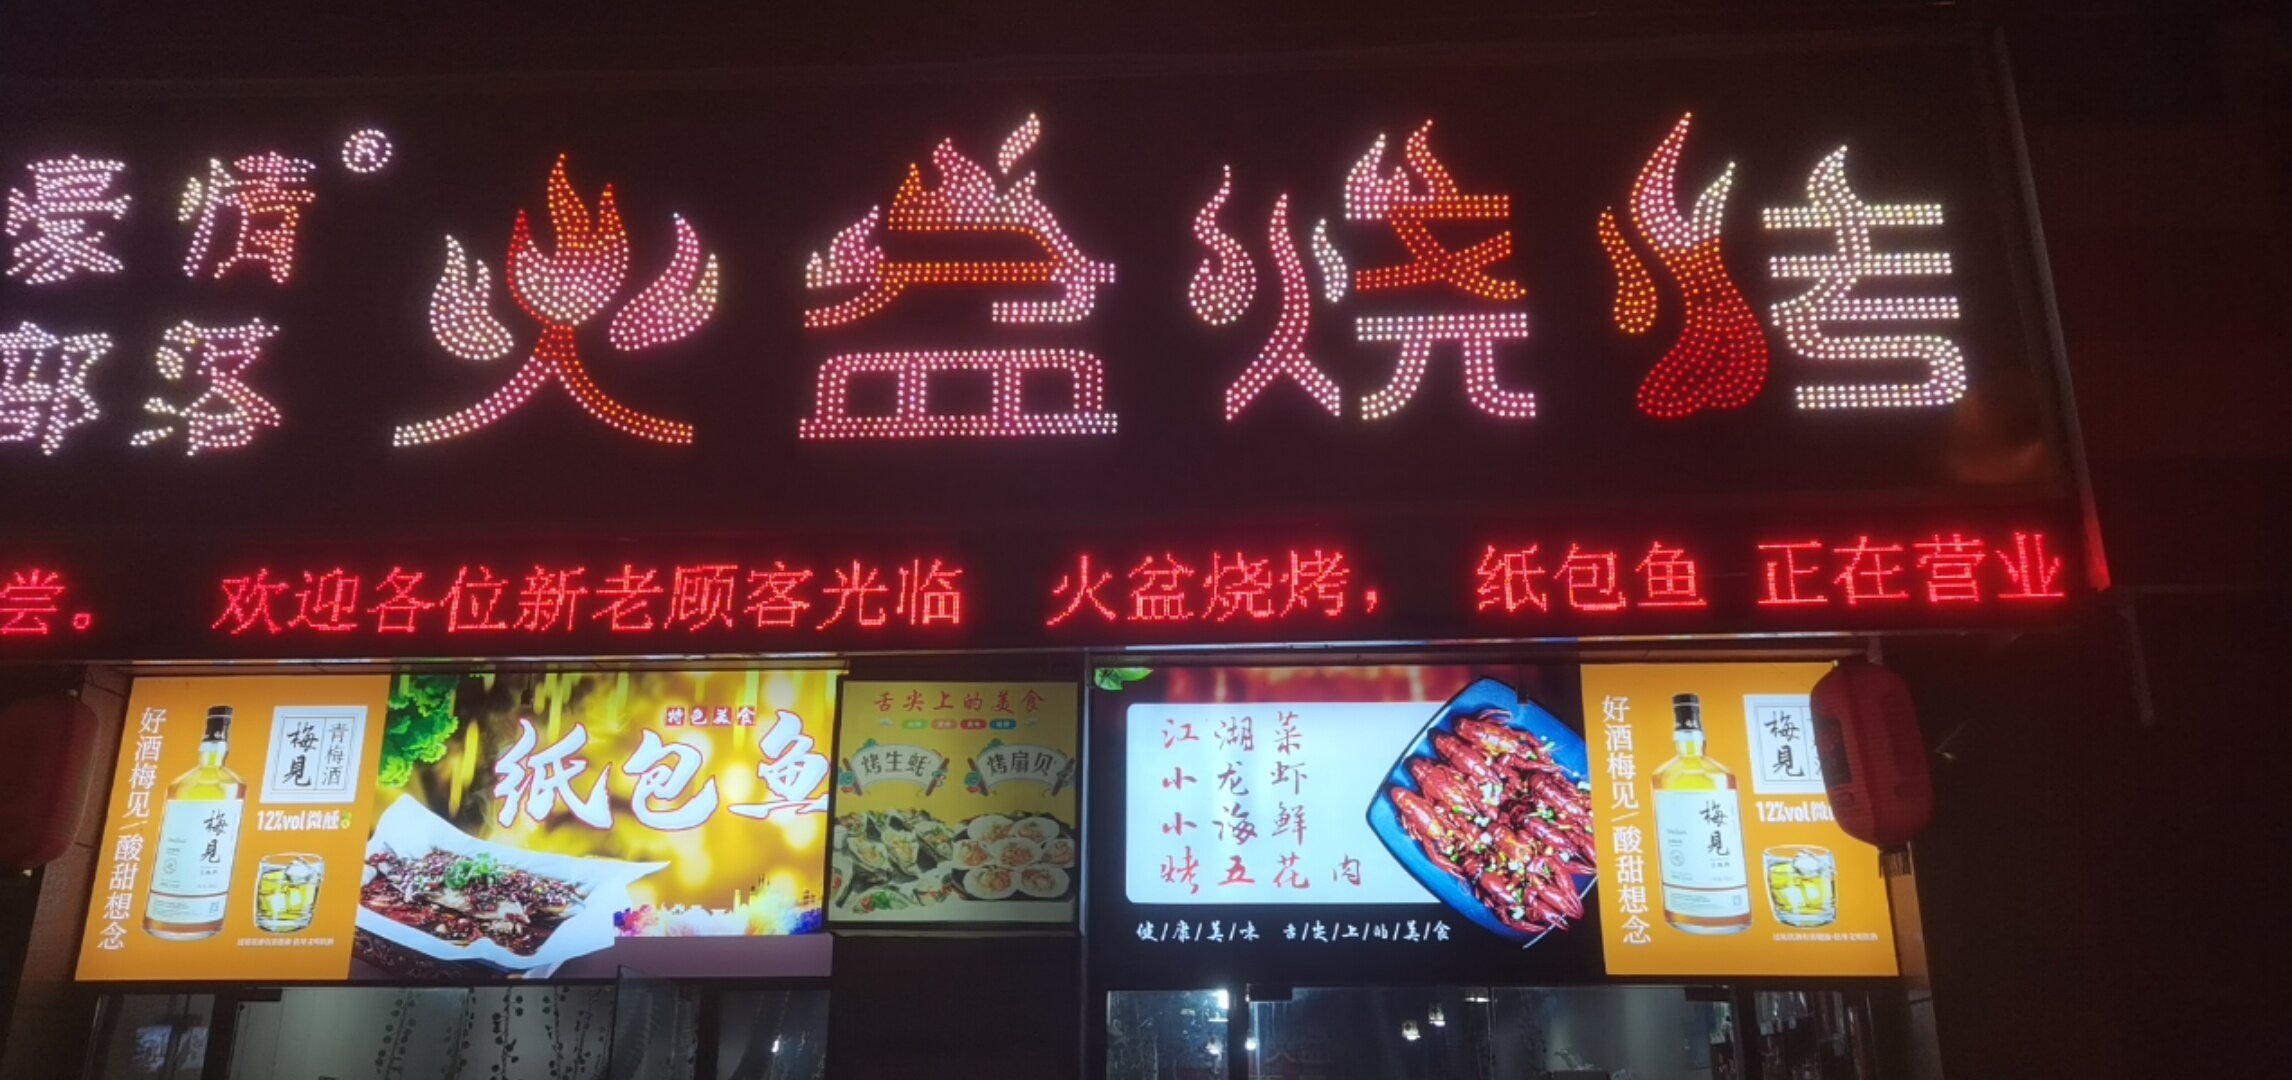 豪情®
部落
火盆烧烤
尝。 欢迎各位新老顾客光临 火盆烧烤， 纸包鱼 正在营业
好酒梅见/酸甜想念
青梅酒
梅見
12%vol微醺
梅見
特色美食
纸包鱼
舌尖上的美食
烤生蚝
烤扇贝
江湖菜
小龙虾
小海鲜
烤五花肉
健/康/美/味 舌/尖/上/的/美/食
好酒梅见/酸甜想念
梅見
12%vol微
梅見